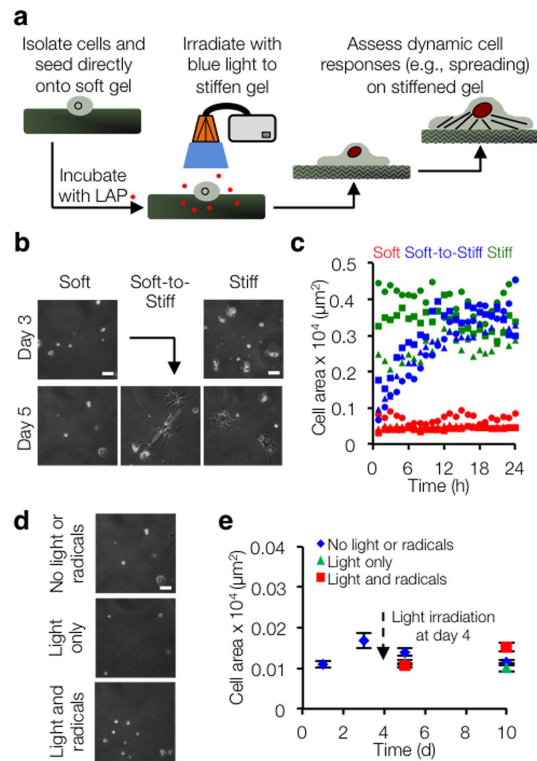 a
Isolate cells and
seed directly
onto soft gel
Irradiate with
blue light to
stiffen gel
Assess dynamic cell
responses (e.g., spreading)
on stiffened gel
Incubate
with LAP
b
Soft
Soft-to-
Stiff
Stiff
Day 3
Day 5
c
Soft Soft-to-Stiff Stiff
Cell area x 10⁴ (µm²)
0.5
0.4
0.3
0.2
0.1
0
0 6 12 18 24
Time (h)
d
No light or
radicals
Light
only
Light and
radicals
e
No light or radicals
Light only
Light and radicals
Light irradiation
at day 4
Cell area x 10⁴ (µm²)
0.04
0.03
0.02
0.01
0
0 2 4 6 8 10
Time (d)